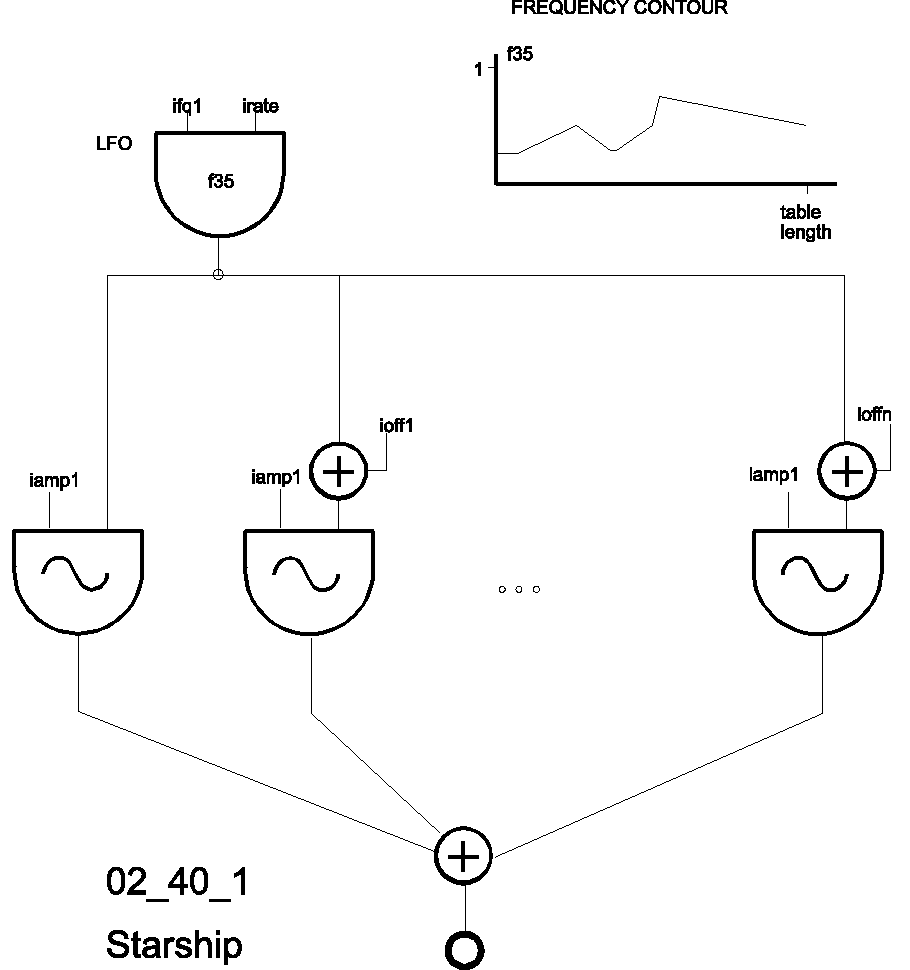 FREQUENCY CONTOUR
f35
1
ifq1 irate
LFO
f35
table
length
ioff1
Ioffn
iamp1
iamp1
Iamp1
02_40_1
Starship